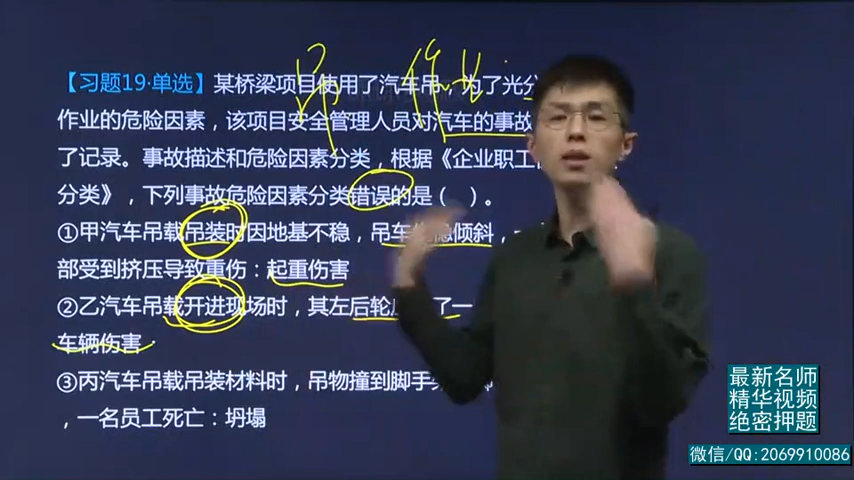 【习题19·单选】某桥梁项目使用了汽车吊，为了充分
作业的危险因素，该项目安全管理人员对汽车的事故
了记录。事故描述和危险因素分类，根据《企业职工
分类》，下列事故危险因素分类错误的是（ ）。
①甲汽车吊载吊装时因地基不稳，吊车倾斜，
部受到挤压导致重伤：起重伤害
②乙汽车吊载开进现场时，其左后轮 了一
车辆伤害
③丙汽车吊载吊装材料时，吊物撞到脚手
，一名员工死亡：坍塌
吊 作业
最新名师
精华视频
绝密押题
微信/QQ:2069910086